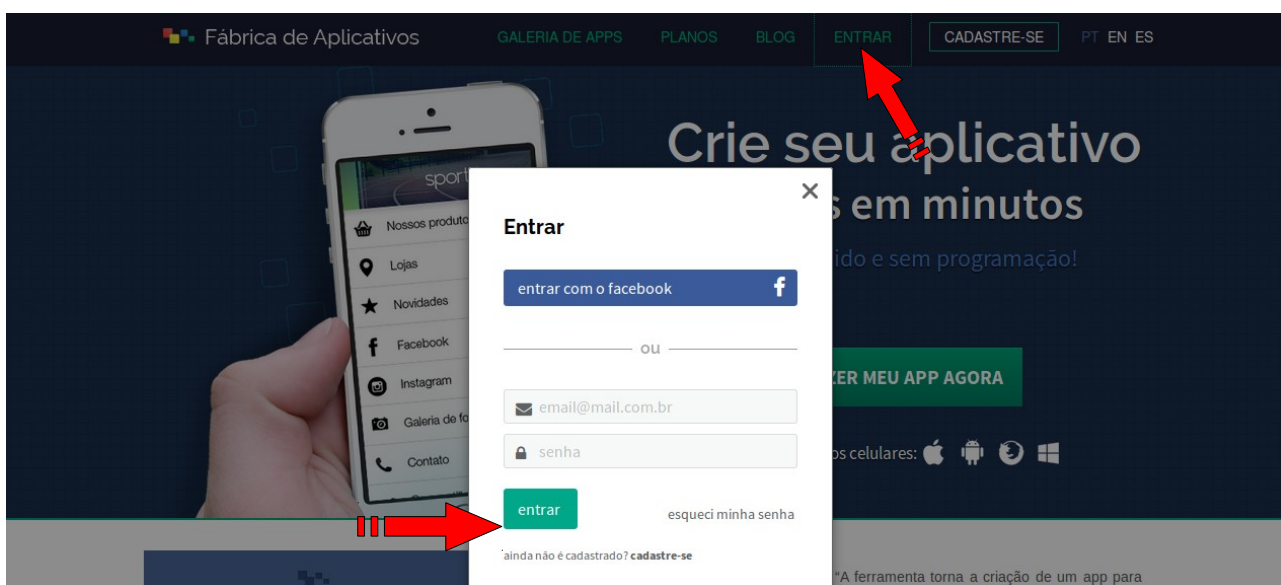 Fábrica de Aplicativos GALERIA DE APPS PLANOS BLOG ENTRAR CADASTRE-SE PT EN ES
Crie seu aplicativo
em minutos
sem programação!
sport
Nossos produto
Lojas
Novidades
Facebook
Instagram
Galeria de fo
Contato
Entrar
entrar com o facebook
ou
email@mail.com.br
senha
entrar
esqueci minha senha
ainda não é cadastrado? cadastre-se
ZER MEU APP AGORA
os celulares:
"A ferramenta torna a criação de um app para